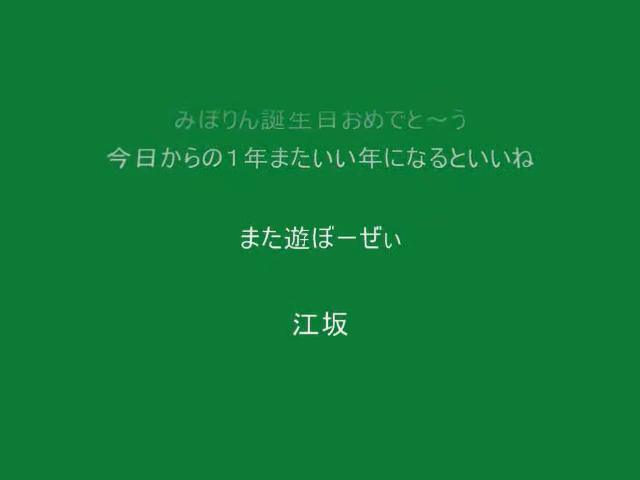 みぽりん誕生日おめでと～う
今日からの１年またいい年になるといいね
また遊ぼーぜぃ
江坂